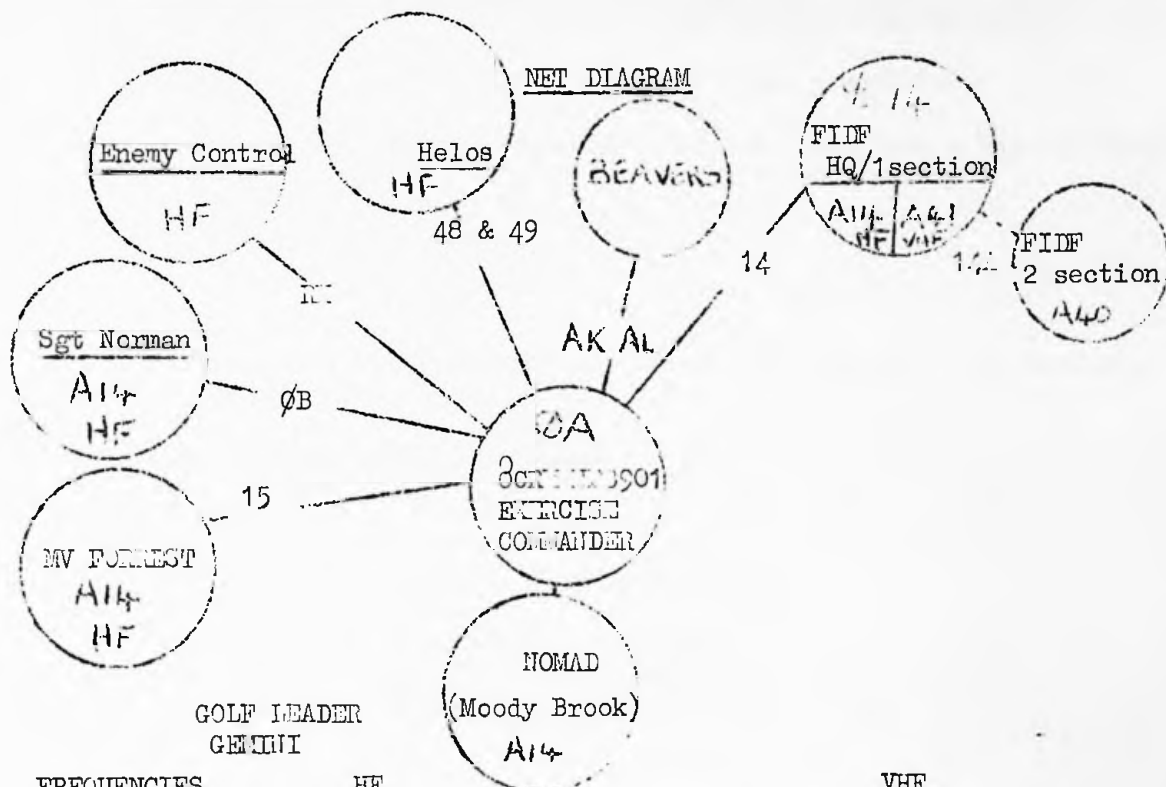 NET DIAGRAM
Enemy Control
HF
Helos
HF
48 & 49
BEAVERS
AK AL
14
FIDF
HQ/1section
A14
HF
A41
VHF
FIDF
2 section
A40
14
Sgt Norman
A14
HF
ØB
15
MV FORREST
A14
HF
ØA
EXERCISE
COMMANDER
NOMAD
(Moody Brook)
A14
GOLF LEADER
GEMINI
FREQUENCIES
HF
VHF